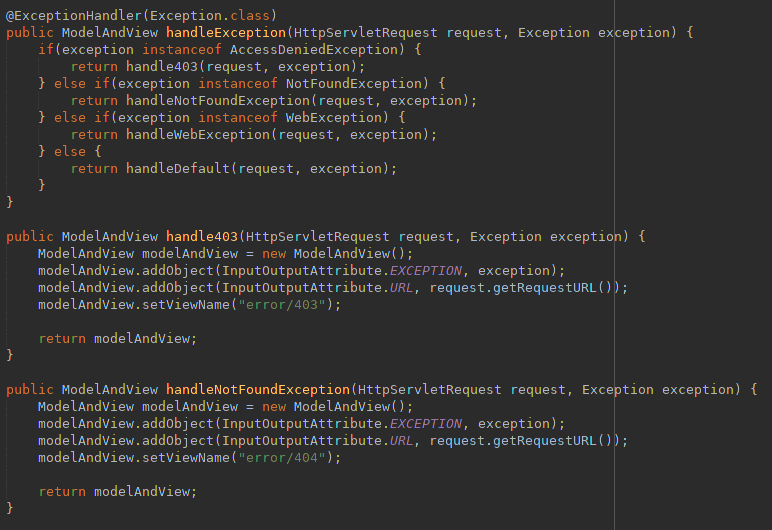 @ExceptionHandler(Exception.class)
public ModelAndView handleException(HttpServletRequest request, Exception exception) {
    if(exception instanceof AccessDeniedException) {
        return handle403(request, exception);
    } else if(exception instanceof NotFoundException) {
        return handleNotFoundException(request, exception);
    } else if(exception instanceof WebException) {
        return handleWebException(request, exception);
    } else {
        return handleDefault(request, exception);
    }
}

public ModelAndView handle403(HttpServletRequest request, Exception exception) {
    ModelAndView modelAndView = new ModelAndView();
    modelAndView.addObject(InputOutputAttribute.EXCEPTION, exception);
    modelAndView.addObject(InputOutputAttribute.URL, request.getRequestURL());
    modelAndView.setViewName("error/403");

    return modelAndView;
}

public ModelAndView handleNotFoundException(HttpServletRequest request, Exception exception) {
    ModelAndView modelAndView = new ModelAndView();
    modelAndView.addObject(InputOutputAttribute.EXCEPTION, exception);
    modelAndView.addObject(InputOutputAttribute.URL, request.getRequestURL());
    modelAndView.setViewName("error/404");

    return modelAndView;
}